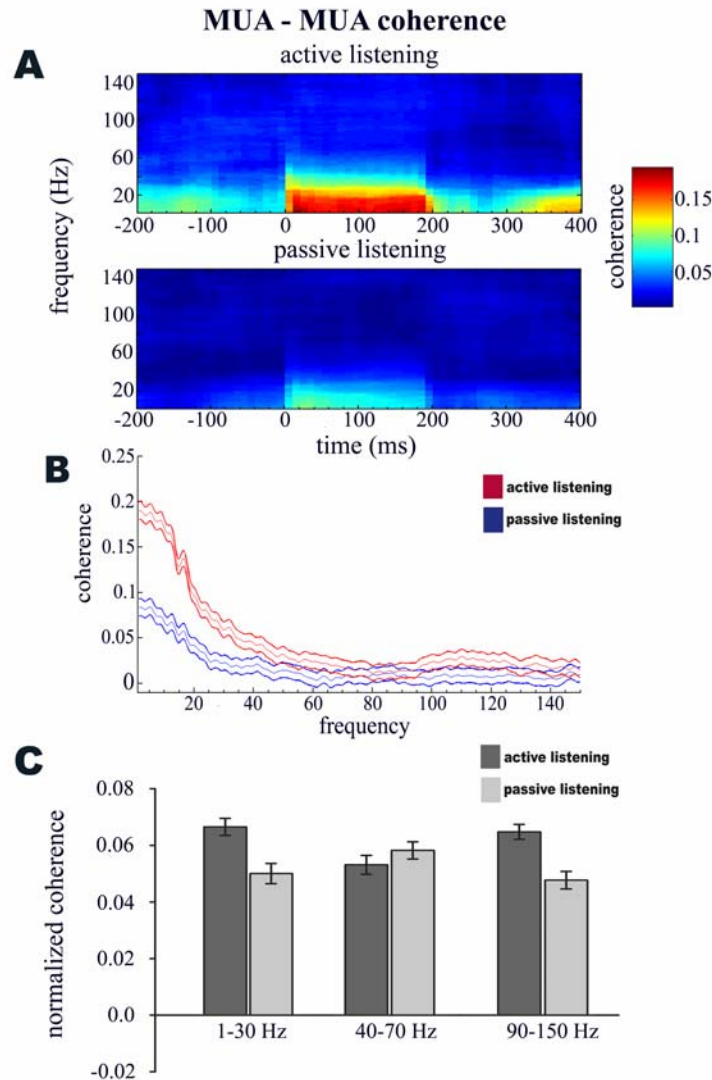 MUA - MUA coherence
active listening
A
140
100
60
20
-200 -100 0 100 200 300 400
passive listening
140
100
60
20
-200 -100 0 100 200 300 400
time (ms)
frequency (Hz)
0.15
0.1
0.05
coherence
B
0.25
0.2
0.15
0.1
0.05
0
coherence
active listening
passive listening
20 40 60 80 100 120 140
frequency
C
active listening
passive listening
0.08
0.06
0.04
0.02
0.0
-0.02
normalized coherence
1-30 Hz 40-70 Hz 90-150 Hz